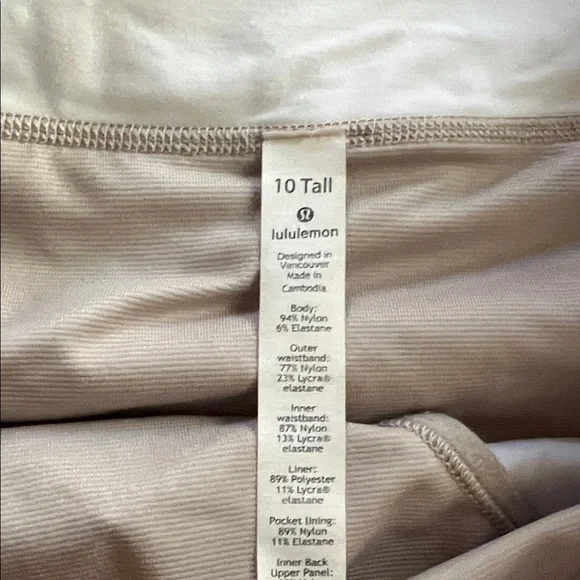 10 Tall
lululemon
Designed in
Vancouver
Made in
Cambodia
Body:
94% Nylon
6% Elastane
Outer
waistband:
77% Nylon
23% Lycra®
elastane
Inner
waistband:
87% Nylon
13% Lycra®
elastane
Liner:
89% Polyester
11% Lycra®
elastane
Pocket lining:
89% Nylon
11% Elastane
Inner Back
Upper Panel: